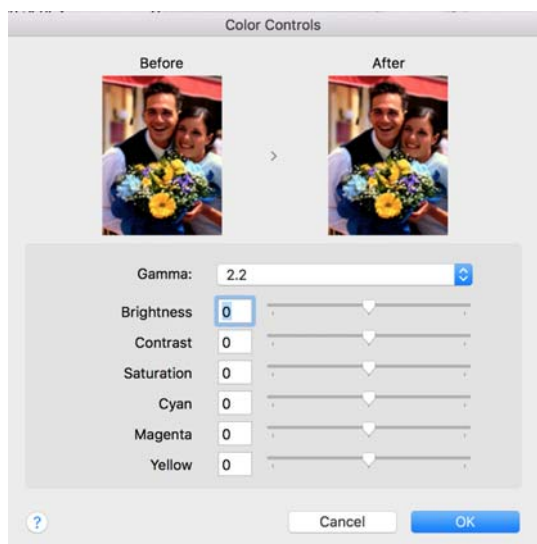 Color Controls
Before After
>
Gamma: 2.2
Brightness 0
Contrast 0
Saturation 0
Cyan 0
Magenta 0
Yellow 0
? Cancel OK